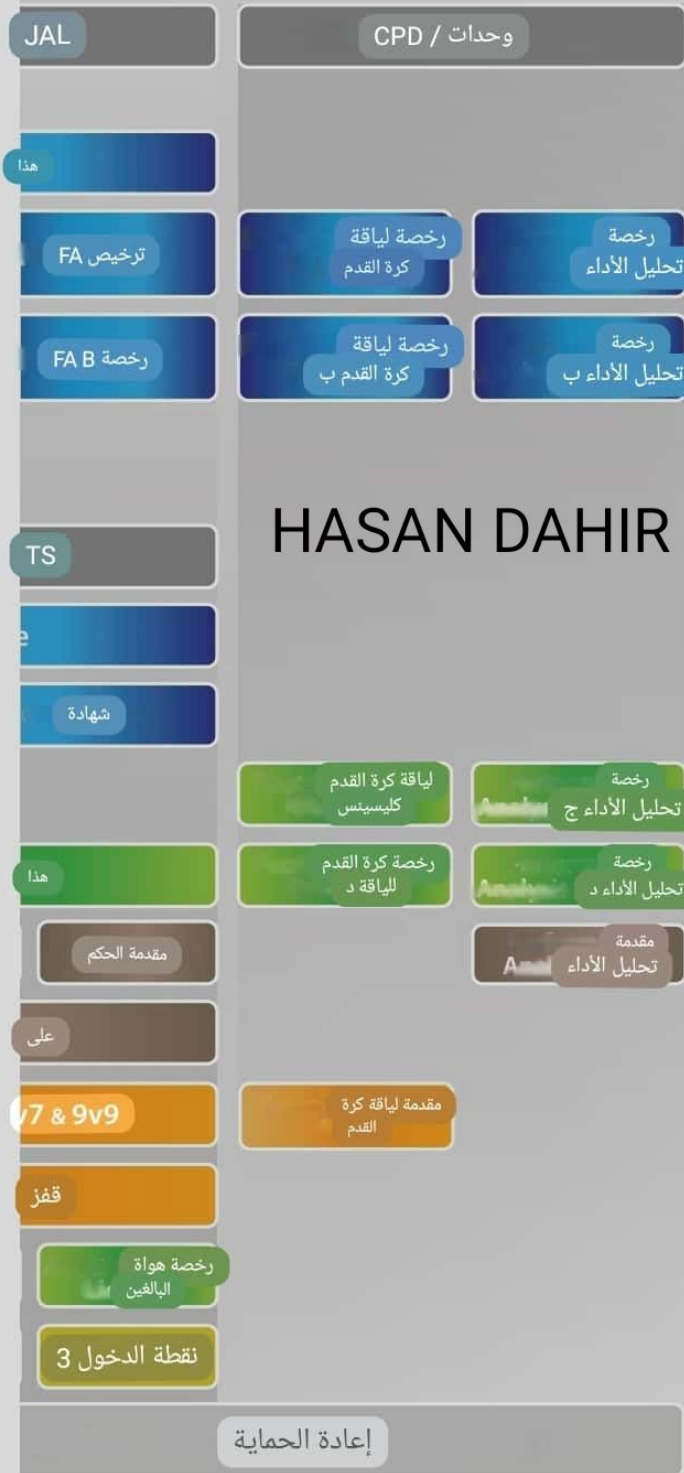 JAL
وحدات / CPD
هذا
ترخيص FA
رخصة لياقة
كرة القدم
رخصة
تحليل الأداء
رخصة FA B
رخصة لياقة
كرة القدم ب
رخصة
تحليل الأداء ب
HASAN DAHIR
TS
e
شهادة
لياقة كرة القدم
كليسينس
رخصة
تحليل الأداء ج
هذا
رخصة كرة القدم
للياقة د
رخصة
تحليل الأداء د
مقدمة الحكم
مقدمة
تحليل الأداء
على
v7 & 9v9
مقدمة لياقة كرة
القدم
قفز
رخصة هواة
البالغين
نقطة الدخول 3
إعادة الحماية